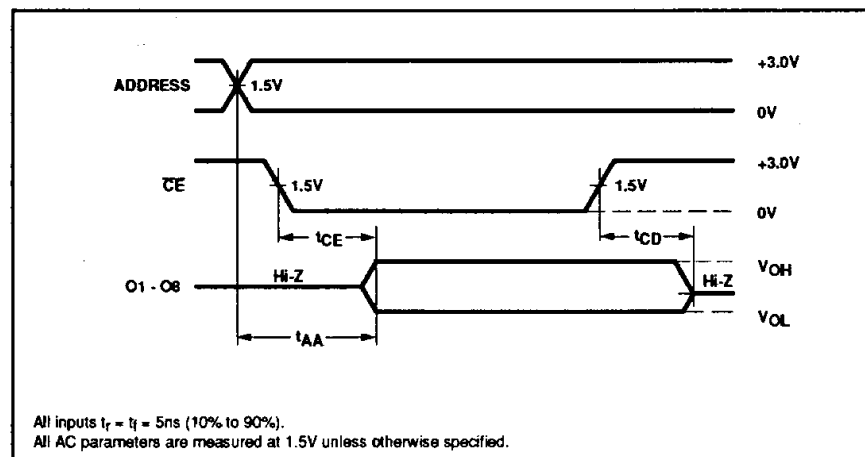 ADDRESS
1.5V
+3.0V
0V
CE
1.5V
1.5V
+3.0V
0V
tCE
tCD
O1 - O8
Hi-Z
VOH
Hi-Z
VOL
tAA
All inputs tr = tf = 5ns (10% to 90%).
All AC parameters are measured at 1.5V unless otherwise specified.